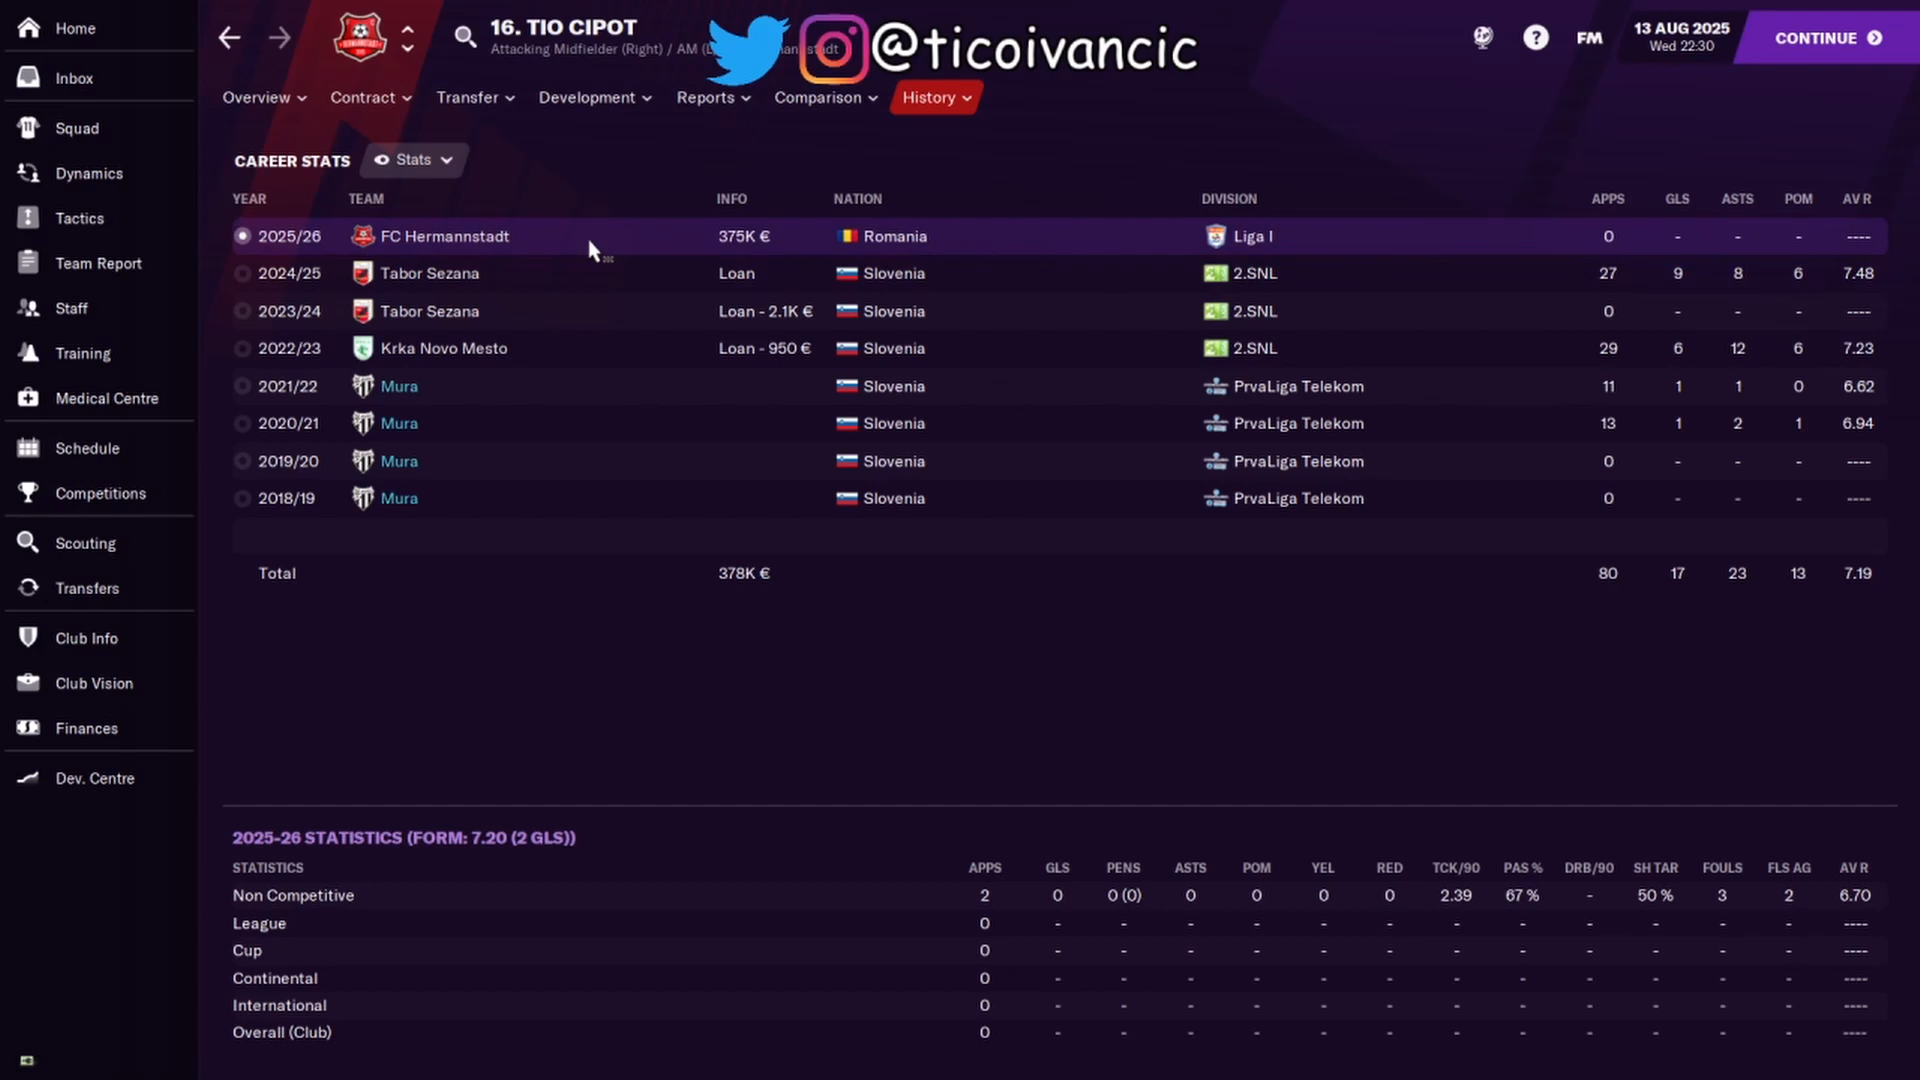 Home
Inbox
Squad
Dynamics
Tactics
Team Report
Staff
Training
Medical Centre
Schedule
Competitions
Scouting
Transfers
Club Info
Club Vision
Finances
Dev. Centre
16. TIO CIPOT
Attacking Midfielder (Right) / AM
@ticoivancic
FM
13 AUG 2025
Wed 22:30
CONTINUE
Overview Contract Transfer Development Reports Comparison History
CAREER STATS Stats
YEAR TEAM INFO NATION DIVISION APPS GLS ASTS POM AV R
2025/26 FC Hermannstadt 375K € Romania Liga I 0 - - - ----
2024/25 Tabor Sezana Loan Slovenia 2.SNL 27 9 8 6 7.48
2023/24 Tabor Sezana Loan - 2.1K € Slovenia 2.SNL 0 - - - ----
2022/23 Krka Novo Mesto Loan - 950 € Slovenia 2.SNL 29 6 12 6 7.23
2021/22 Mura Slovenia PrvaLiga Telekom 11 1 1 0 6.62
2020/21 Mura Slovenia PrvaLiga Telekom 13 1 2 1 6.94
2019/20 Mura Slovenia PrvaLiga Telekom 0 - - - ----
2018/19 Mura Slovenia PrvaLiga Telekom 0 - - - ----
Total 378K € 80 17 23 13 7.19
2025-26 STATISTICS (FORM: 7.20 (2 GLS))
STATISTICS APPS GLS PENS ASTS POM YEL RED TCK/90 PAS % DRB/90 SH TAR FOULS FLS AG AV R
Non Competitive 2 0 0 (0) 0 0 0 0 2.39 67 % - 50 % 3 2 6.70
League 0 - - - - - - - - - - - - ----
Cup 0 - - - - - - - - - - - - ----
Continental 0 - - - - - - - - - - - - ----
International 0 - - - - - - - - - - - - ----
Overall (Club) 0 - - - - - - - - - - - - ----